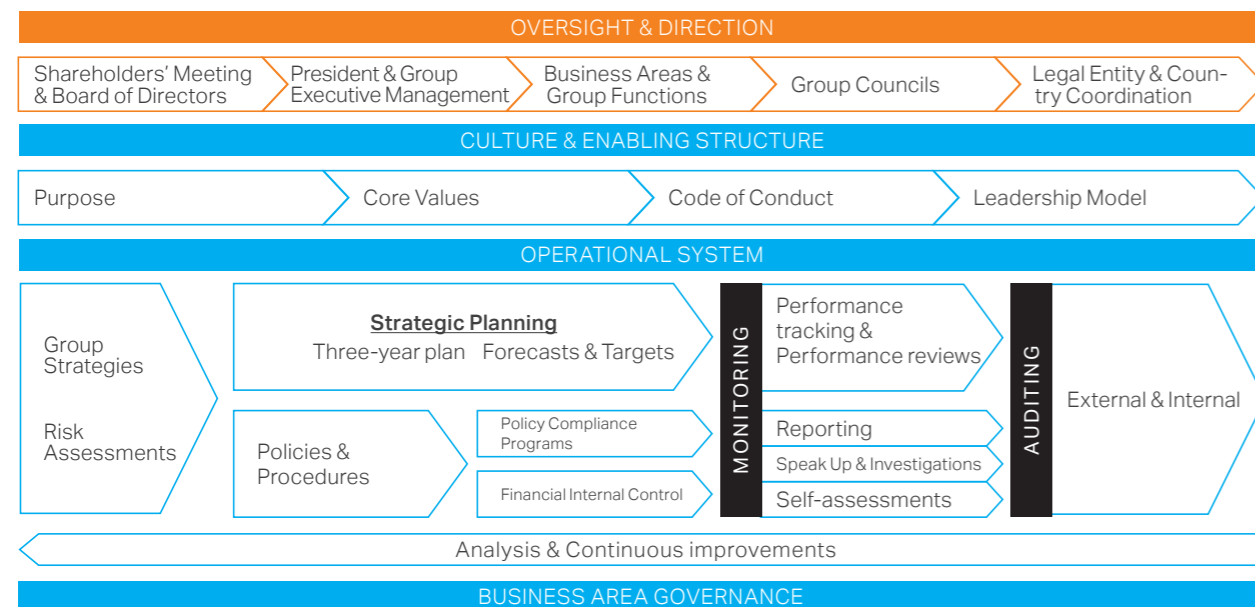 OVERSIGHT & DIRECTION
Shareholders’ Meeting
& Board of Directors
President & Group
Executive Management
Business Areas &
Group Functions
Group Councils
Legal Entity & Coun-
try Coordination
CULTURE & ENABLING STRUCTURE
Purpose
Core Values
Code of Conduct
Leadership Model
OPERATIONAL SYSTEM
Group
Strategies
Risk
Assessments
Strategic Planning
Three-year plan Forecasts & Targets
Policies &
Procedures
Policy Compliance
Programs
Financial Internal Control
MONITORING
Performance
tracking &
Performance reviews
Reporting
Speak Up & Investigations
Self-assessments
AUDITING
External & Internal
Analysis & Continuous improvements
BUSINESS AREA GOVERNANCE